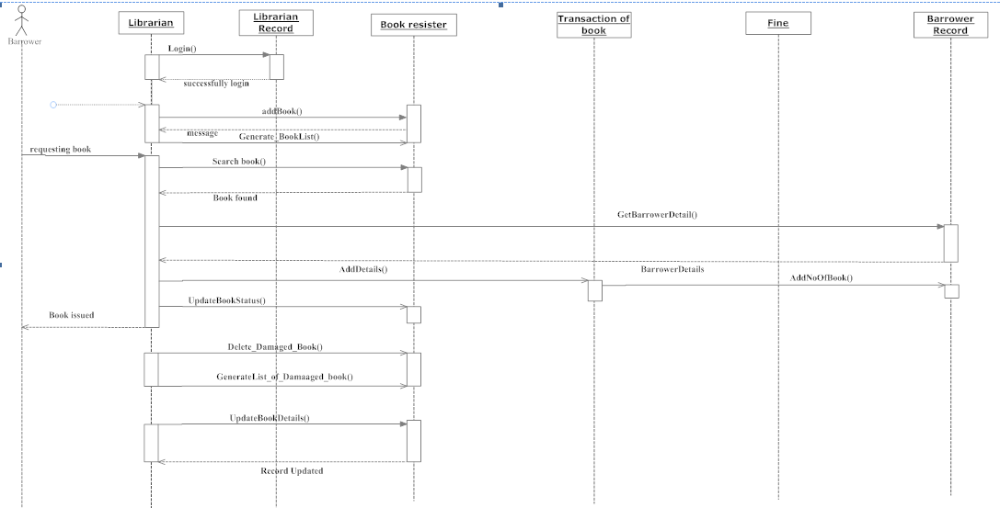 Barrower
Librarian
Librarian
Record
Book resister
Transaction of
book
Fine
Barrower
Record
Login()
successfully login
addBook()
message
Generate_BookList()
requesting book
Search book()
Book found
GetBarrowerDetail()
BarrowerDetails
AddDetails()
AddNoOfBook()
UpdateBookStatus()
Book issued
Delete_Damaged_Book()
GenerateList_of_Damaaged_book()
UpdateBookDetails()
Record Updated